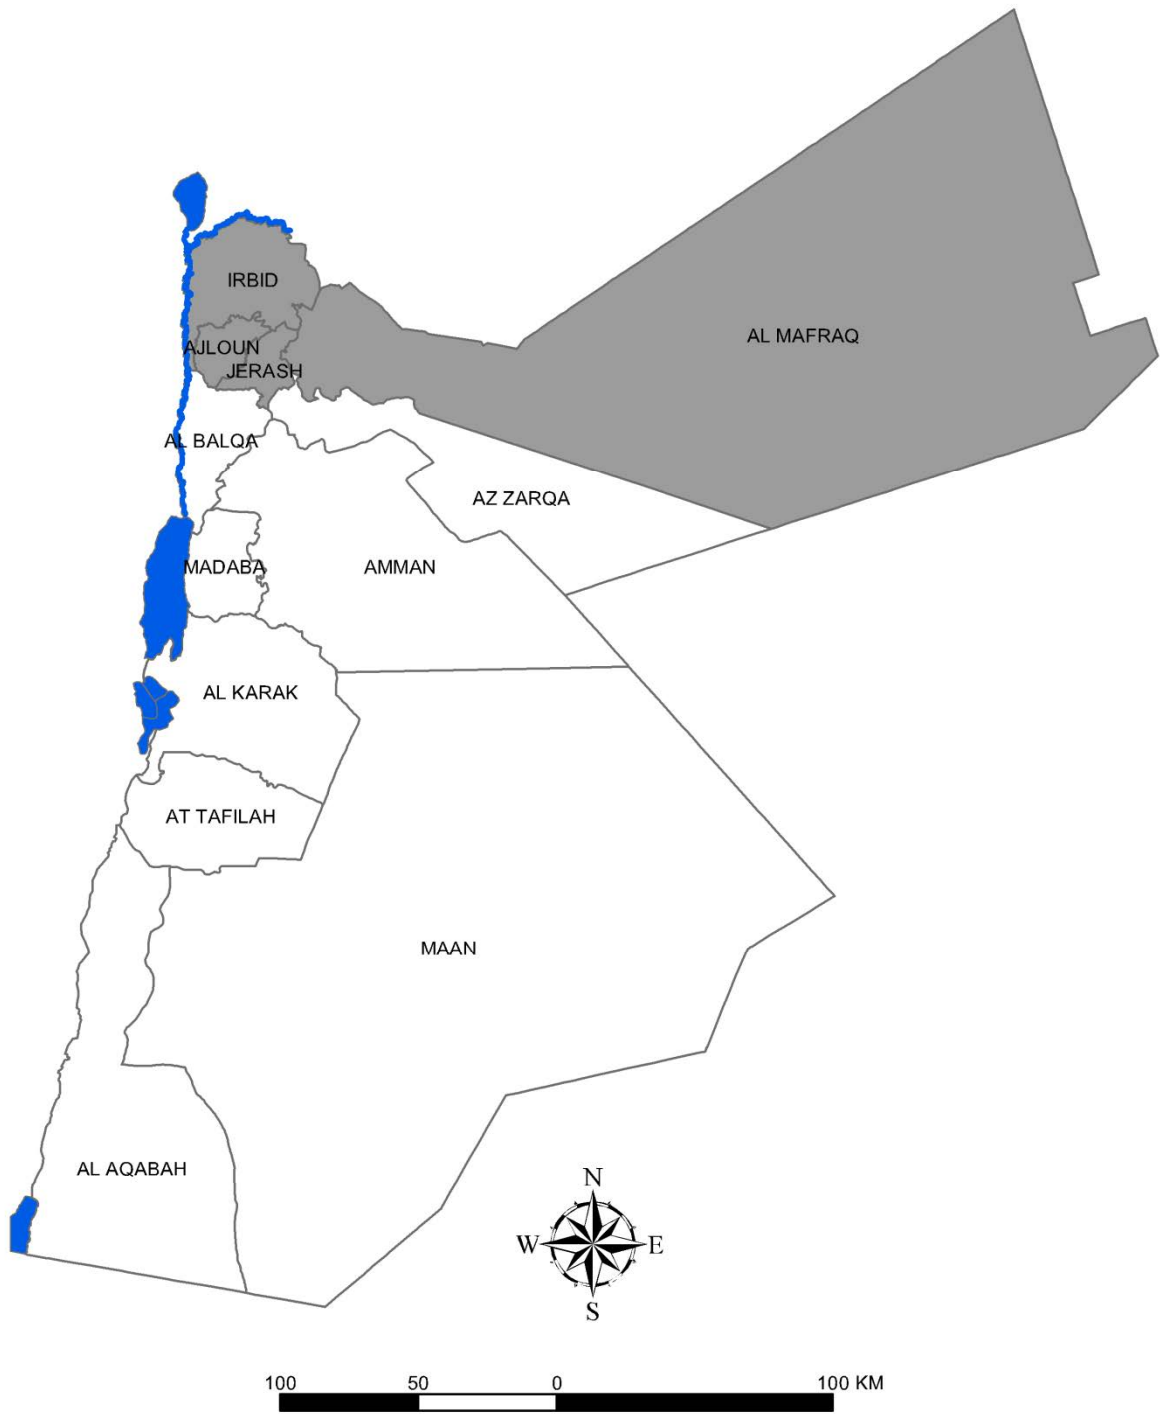 IRBID
AL MAFRAQ
AJLOUN
JERASH
AL BALQA
AZ ZARQA
MADABA
AMMAN
AL KARAK
AT TAFILAH
MAAN
AL AQABAH
N
W E
S
100 50 0 100 KM